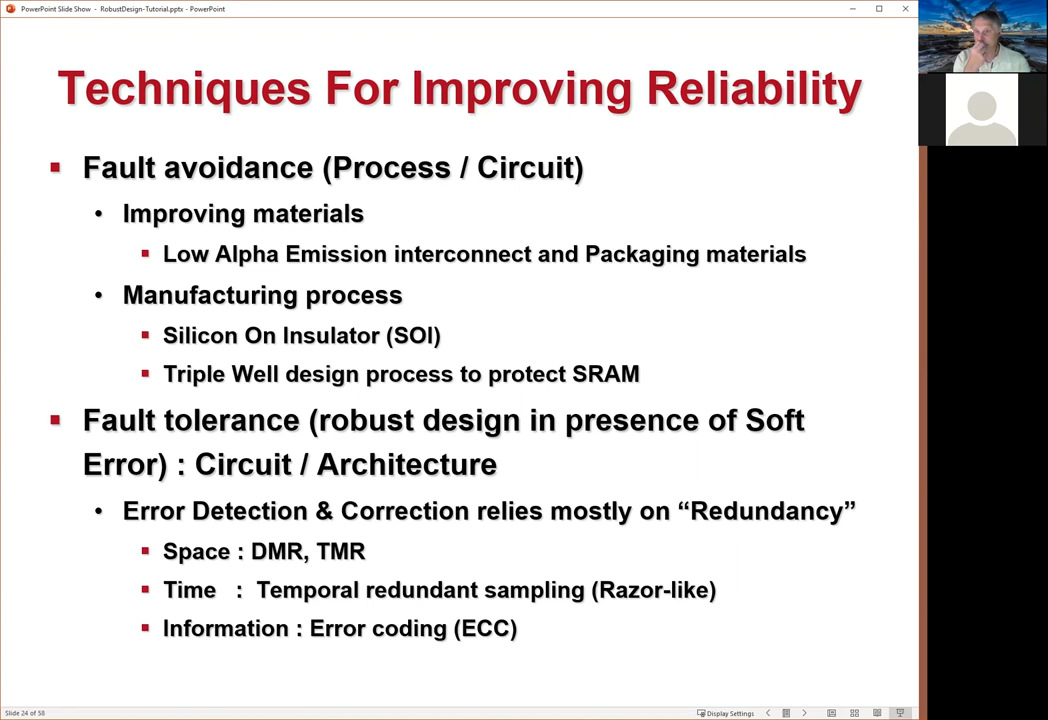 PowerPoint Slide Show - RobustDesign-Tutorial.pptx - PowerPoint
Techniques For Improving Reliability
Fault avoidance (Process / Circuit)
Improving materials
Low Alpha Emission interconnect and Packaging materials
Manufacturing process
Silicon On Insulator (SOI)
Triple Well design process to protect SRAM
Fault tolerance (robust design in presence of Soft
Error) : Circuit / Architecture
Error Detection & Correction relies mostly on “Redundancy”
Space : DMR, TMR
Time : Temporal redundant sampling (Razor-like)
Information : Error coding (ECC)
Slide 24 of 58
Display Settings